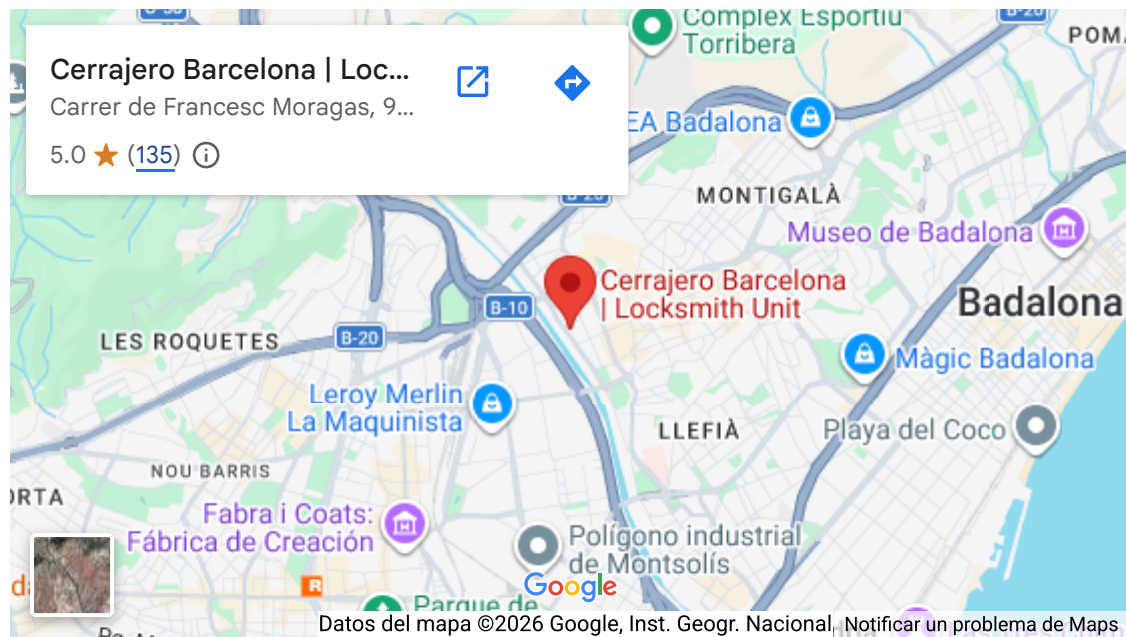 B-20
Complex Esportiu
Torribera
Cerrajero Barcelona | Loc...
Carrer de Francesc Moragas, 9...
5.0 (135)
EA Badalona
MONTIGALÀ
B-20
Museo de Badalona
Cerrajero Barcelona
| Locksmith Unit
B-10
Badalona
LES ROQUETES
B-20
Màgic Badalona
Leroy Merlin
La Maquinista
LLEFIÀ
Playa del Coco
NOU BARRIS
ORTA
Fabra i Coats:
Fábrica de Creación
Polígono industrial
de Montsolís
Google
R
Parque de
Datos del mapa ©2026 Google, Inst. Geogr. Nacional
Notificar un problema de Maps